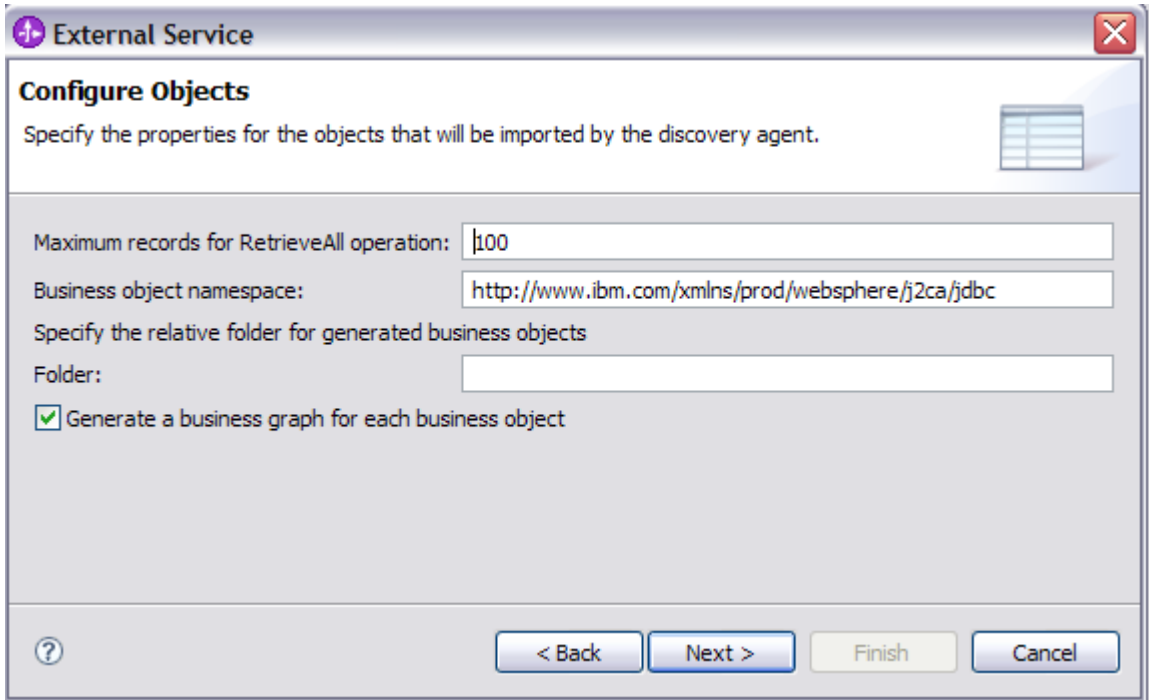 External Service
Configure Objects
Specify the properties for the objects that will be imported by the discovery agent.
Maximum records for RetrieveAll operation: 100
Business object namespace: http://www.ibm.com/xmlns/prod/websphere/j2ca/jdbc
Specify the relative folder for generated business objects
Folder:
Generate a business graph for each business object
? < Back Next > Finish Cancel